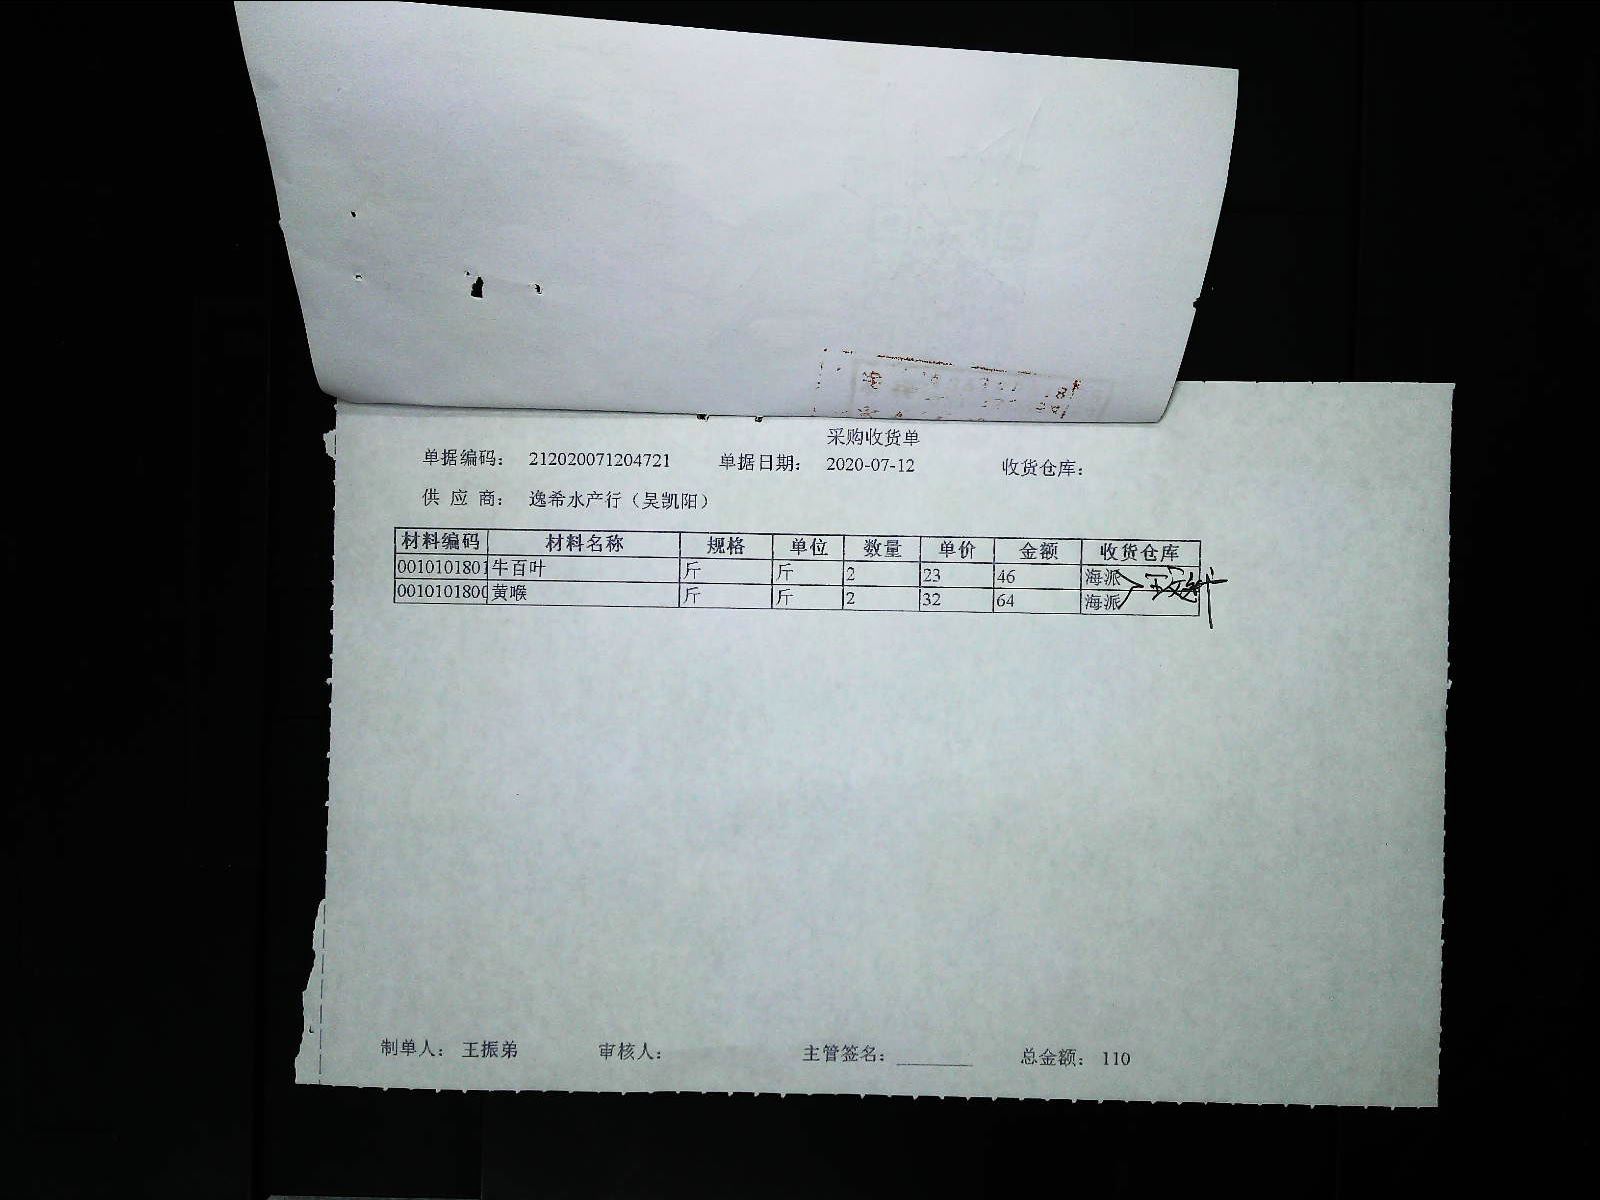 采购收货单
单据编码： 212020071204721 单据日期： 2020-07-12 收货仓库：
供 应 商： 逸希水产行（吴凯阳）
材料编码 材料名称 规格 单位 数量 单价 金额 收货仓库
0010101801 牛百叶 斤 斤 2 23 46 海派
001010180 黄喉 斤 斤 2 32 64 海派
制单人： 王振弟 审核人： 主管签名： 总金额： 110